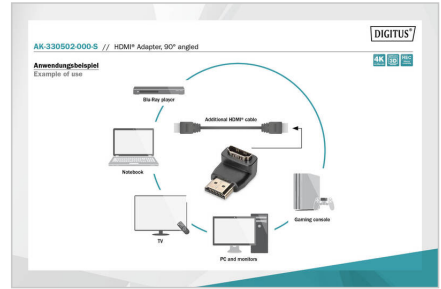 DIGITUS®
AK-330502-000-S // HDMI® Adapter, 90° angled
4K
3D
Anwendungsbeispiel
Example of use
Blu-Ray player
Additional HDMI® cable
Notebook
Gaming console
TV
PC and monitors